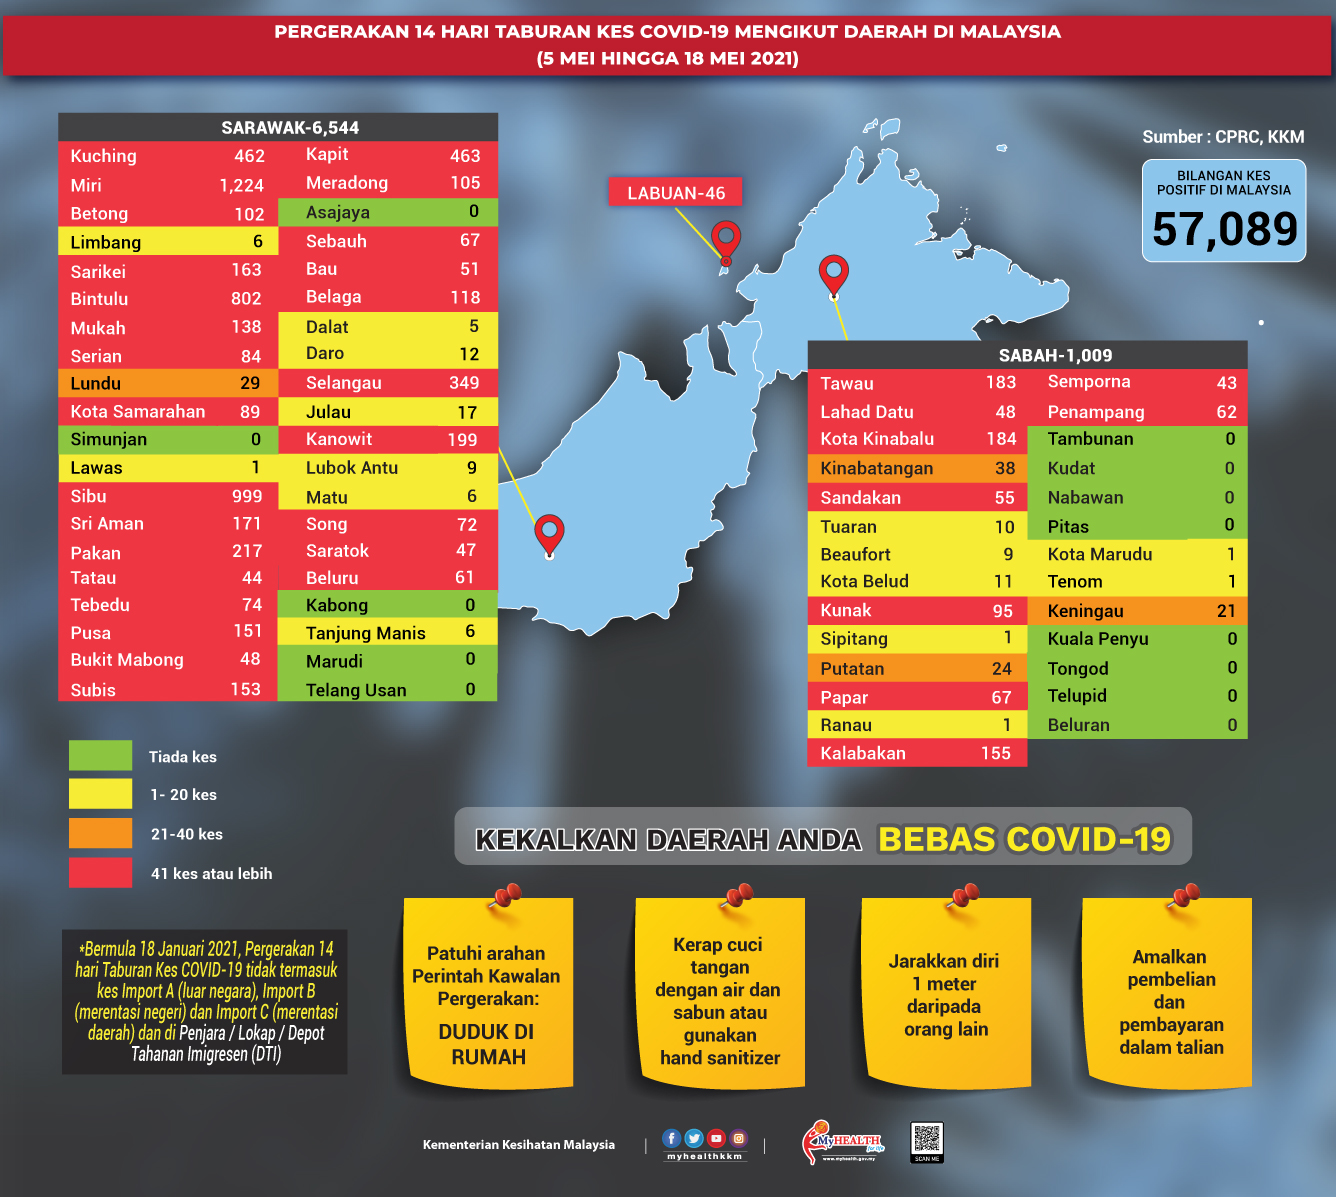 PERGERAKAN 14 HARI TABURAN KES COVID-19 MENGIKUT DAERAH DI MALAYSIA
(5 MEI HINGGA 18 MEI 2021)
SARAWAK-6,544
Kuching 462
Miri 1,224
Betong 102
Limbang 6
Sarikei 163
Bintulu 802
Mukah 138
Serian 84
Lundu 29
Kota Samarahan 89
Simunjan 0
Lawas 1
Sibu 999
Sri Aman 171
Pakan 217
Tatau 44
Tebedu 74
Pusa 151
Bukit Mabong 48
Subis 153
Kapit 463
Meradong 105
Asajaya 0
Sebauh 67
Bau 51
Belaga 118
Dalat 5
Daro 12
Selangau 349
Julau 17
Kanowit 199
Lubok Antu 9
Matu 6
Song 72
Saratok 47
Beluru 61
Kabong 0
Tanjung Manis 6
Marudi 0
Telang Usan 0
LABUAN-46
Sumber : CPRC, KKM
BILANGAN KES
POSITIF DI MALAYSIA
57,089
SABAH-1,009
Tawau 183
Lahad Datu 48
Kota Kinabalu 184
Kinabatangan 38
Sandakan 55
Tuaran 10
Beaufort 9
Kota Belud 11
Kunak 95
Sipitang 1
Putatan 24
Papar 67
Ranau 1
Kalabakan 155
Semporna 43
Penampang 62
Tambunan 0
Kudat 0
Nabawan 0
Pitas 0
Kota Marudu 1
Tenom 1
Keningau 21
Kuala Penyu 0
Tongod 0
Telupid 0
Beluran 0
Tiada kes
1- 20 kes
21-40 kes
41 kes atau lebih
KEKALKAN DAERAH ANDA BEBAS COVID-19
*Bermula 18 Januari 2021, Pergerakan 14
hari Taburan Kes COVID-19 tidak termasuk
kes Import A (luar negara), Import B
(merentasi negeri) dan Import C (merentasi
daerah) dan di Penjara / Lokap / Depot
Tahanan Imigresen (DTI)
Patuhi arahan
Perintah Kawalan
Pergerakan:
DUDUK DI
RUMAH
Kerap cuci
tangan
dengan air dan
sabun atau
gunakan
hand sanitizer
Jarakkan diri
1 meter
daripada
orang lain
Amalkan
pembelian
dan
pembayaran
dalam talian
Kementerian Kesihatan Malaysia
myhealthkkm
MyHEALTH
for life
www.myhealth.gov.my
SCAN ME